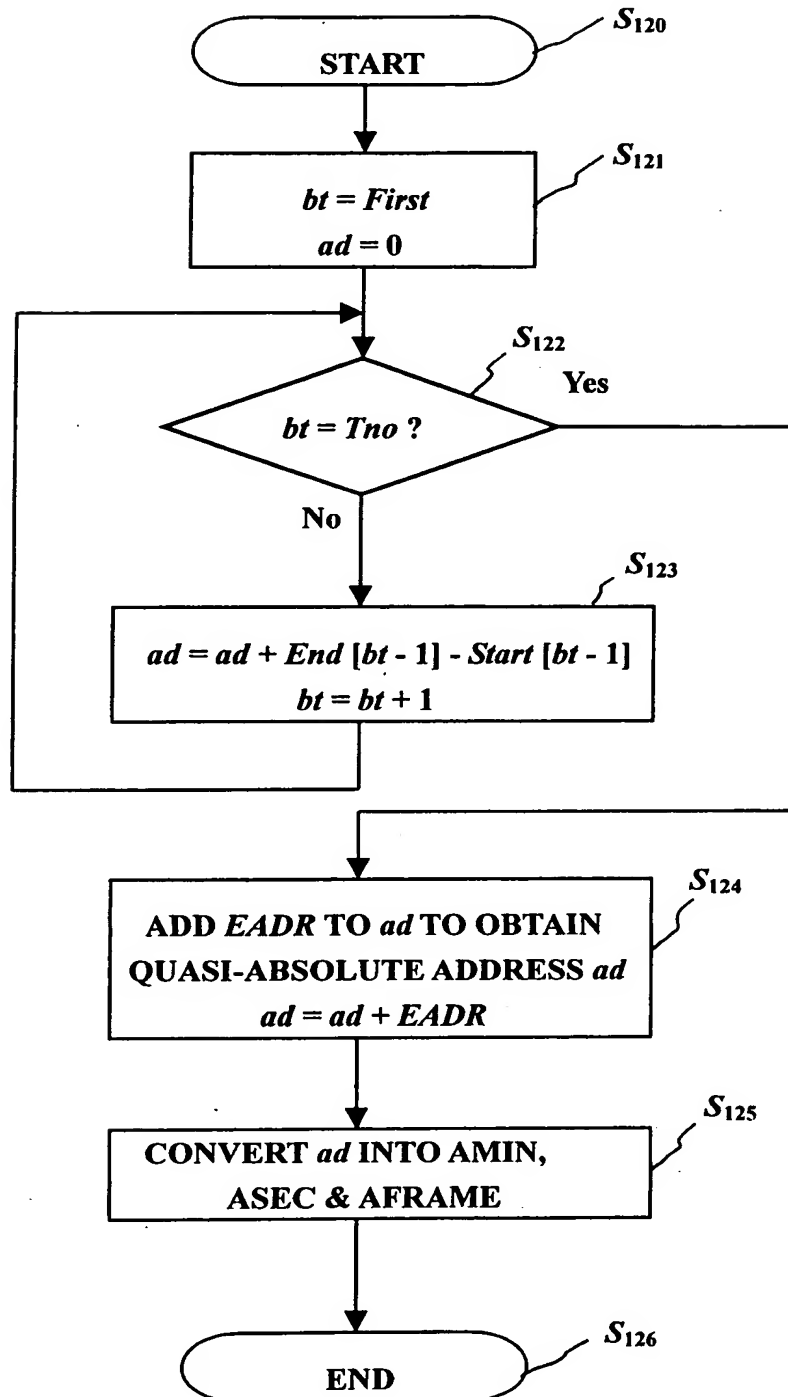 S120
START
S121
bt = First
ad = 0
S122
Yes
bt = Tno ?
No
S123
ad = ad + End [bt - 1] - Start [bt - 1]
bt = bt + 1
S124
ADD EADR TO ad TO OBTAIN
QUASI-ABSOLUTE ADDRESS ad
ad = ad + EADR
S125
CONVERT ad INTO AMIN,
ASEC & AFRAME
S126
END